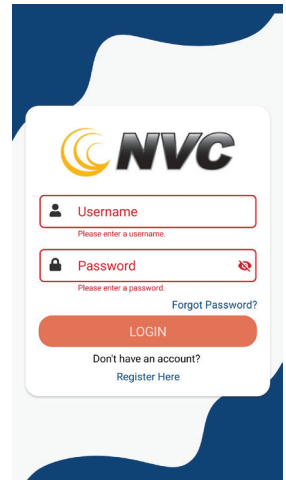 NVC
Username
Please enter a username.
Password
Please enter a password.
Forgot Password?
LOGIN
Don't have an account?
Register Here